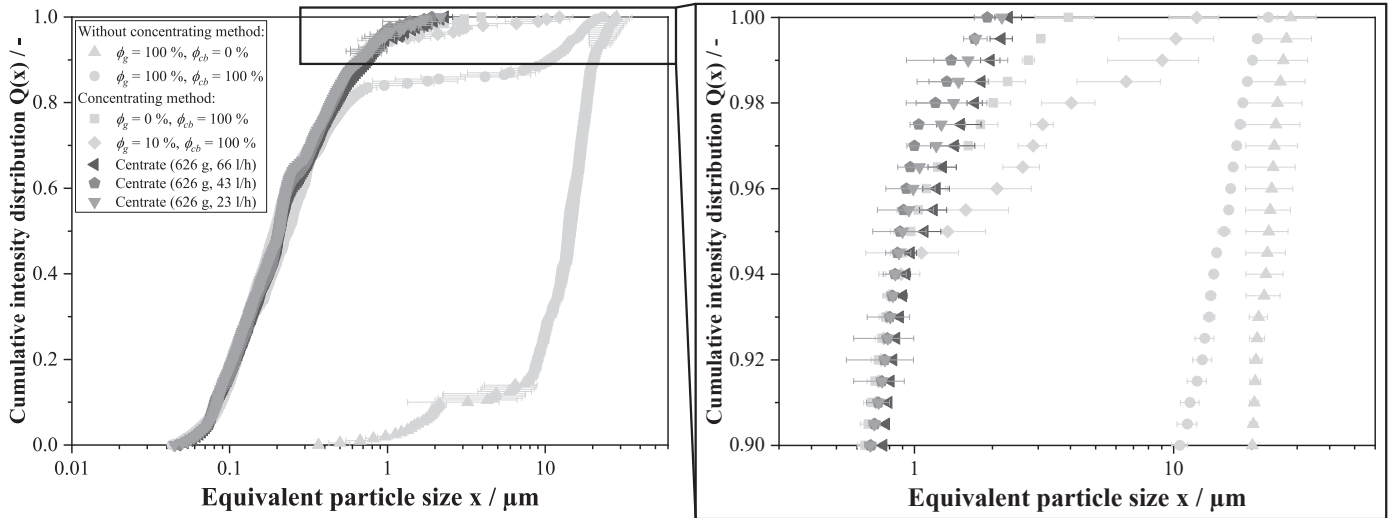 Cumulative intensity distribution Q(x) / -
1.0
0.8
0.6
0.4
0.2
0.0
0.01
0.1
1
10
Equivalent particle size x / μm
Without concentrating method:
ϕg = 100 %, ϕcb = 0 %
ϕg = 100 %, ϕcb = 100 %
Concentrating method:
ϕg = 0 %, ϕcb = 100 %
ϕg = 10 %, ϕcb = 100 %
Centrate (626 g, 66 l/h)
Centrate (626 g, 43 l/h)
Centrate (626 g, 23 l/h)
Cumulative intensity distribution Q(x) / -
1.00
0.98
0.96
0.94
0.92
0.90
1
10
Equivalent particle size x / μm